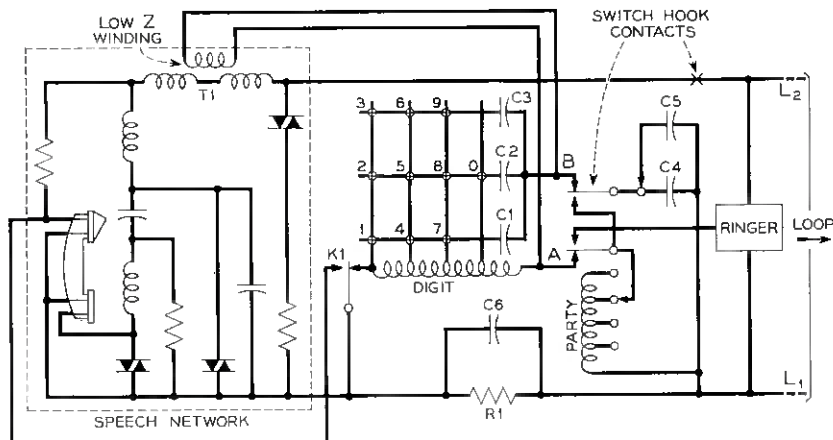 LOW Z
WINDING
SWITCH HOOK
CONTACTS
T1
L2
3
6
9
C3
C5
2
5
8
0
C2
B
C4
1
4
7
C1
RINGER
LOOP
K1
A
DIGIT
C6
PARTY
R1
L1
SPEECH NETWORK